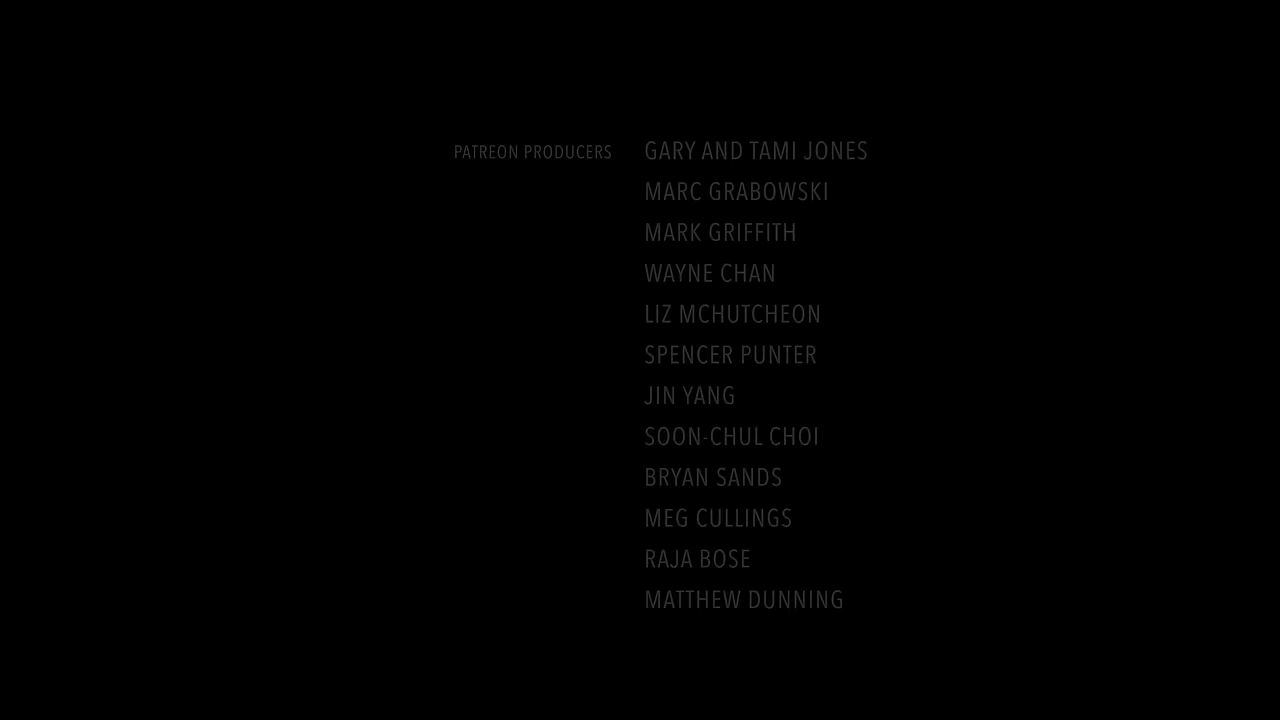 PATREON PRODUCERS GARY AND TAMI JONES
MARC GRABOWSKI
MARK GRIFFITH
WAYNE CHAN
LIZ MCHUTCHEON
SPENCER PUNTER
JIN YANG
SOON-CHUL CHOI
BRYAN SANDS
MEG CULLINGS
RAJA BOSE
MATTHEW DUNNING